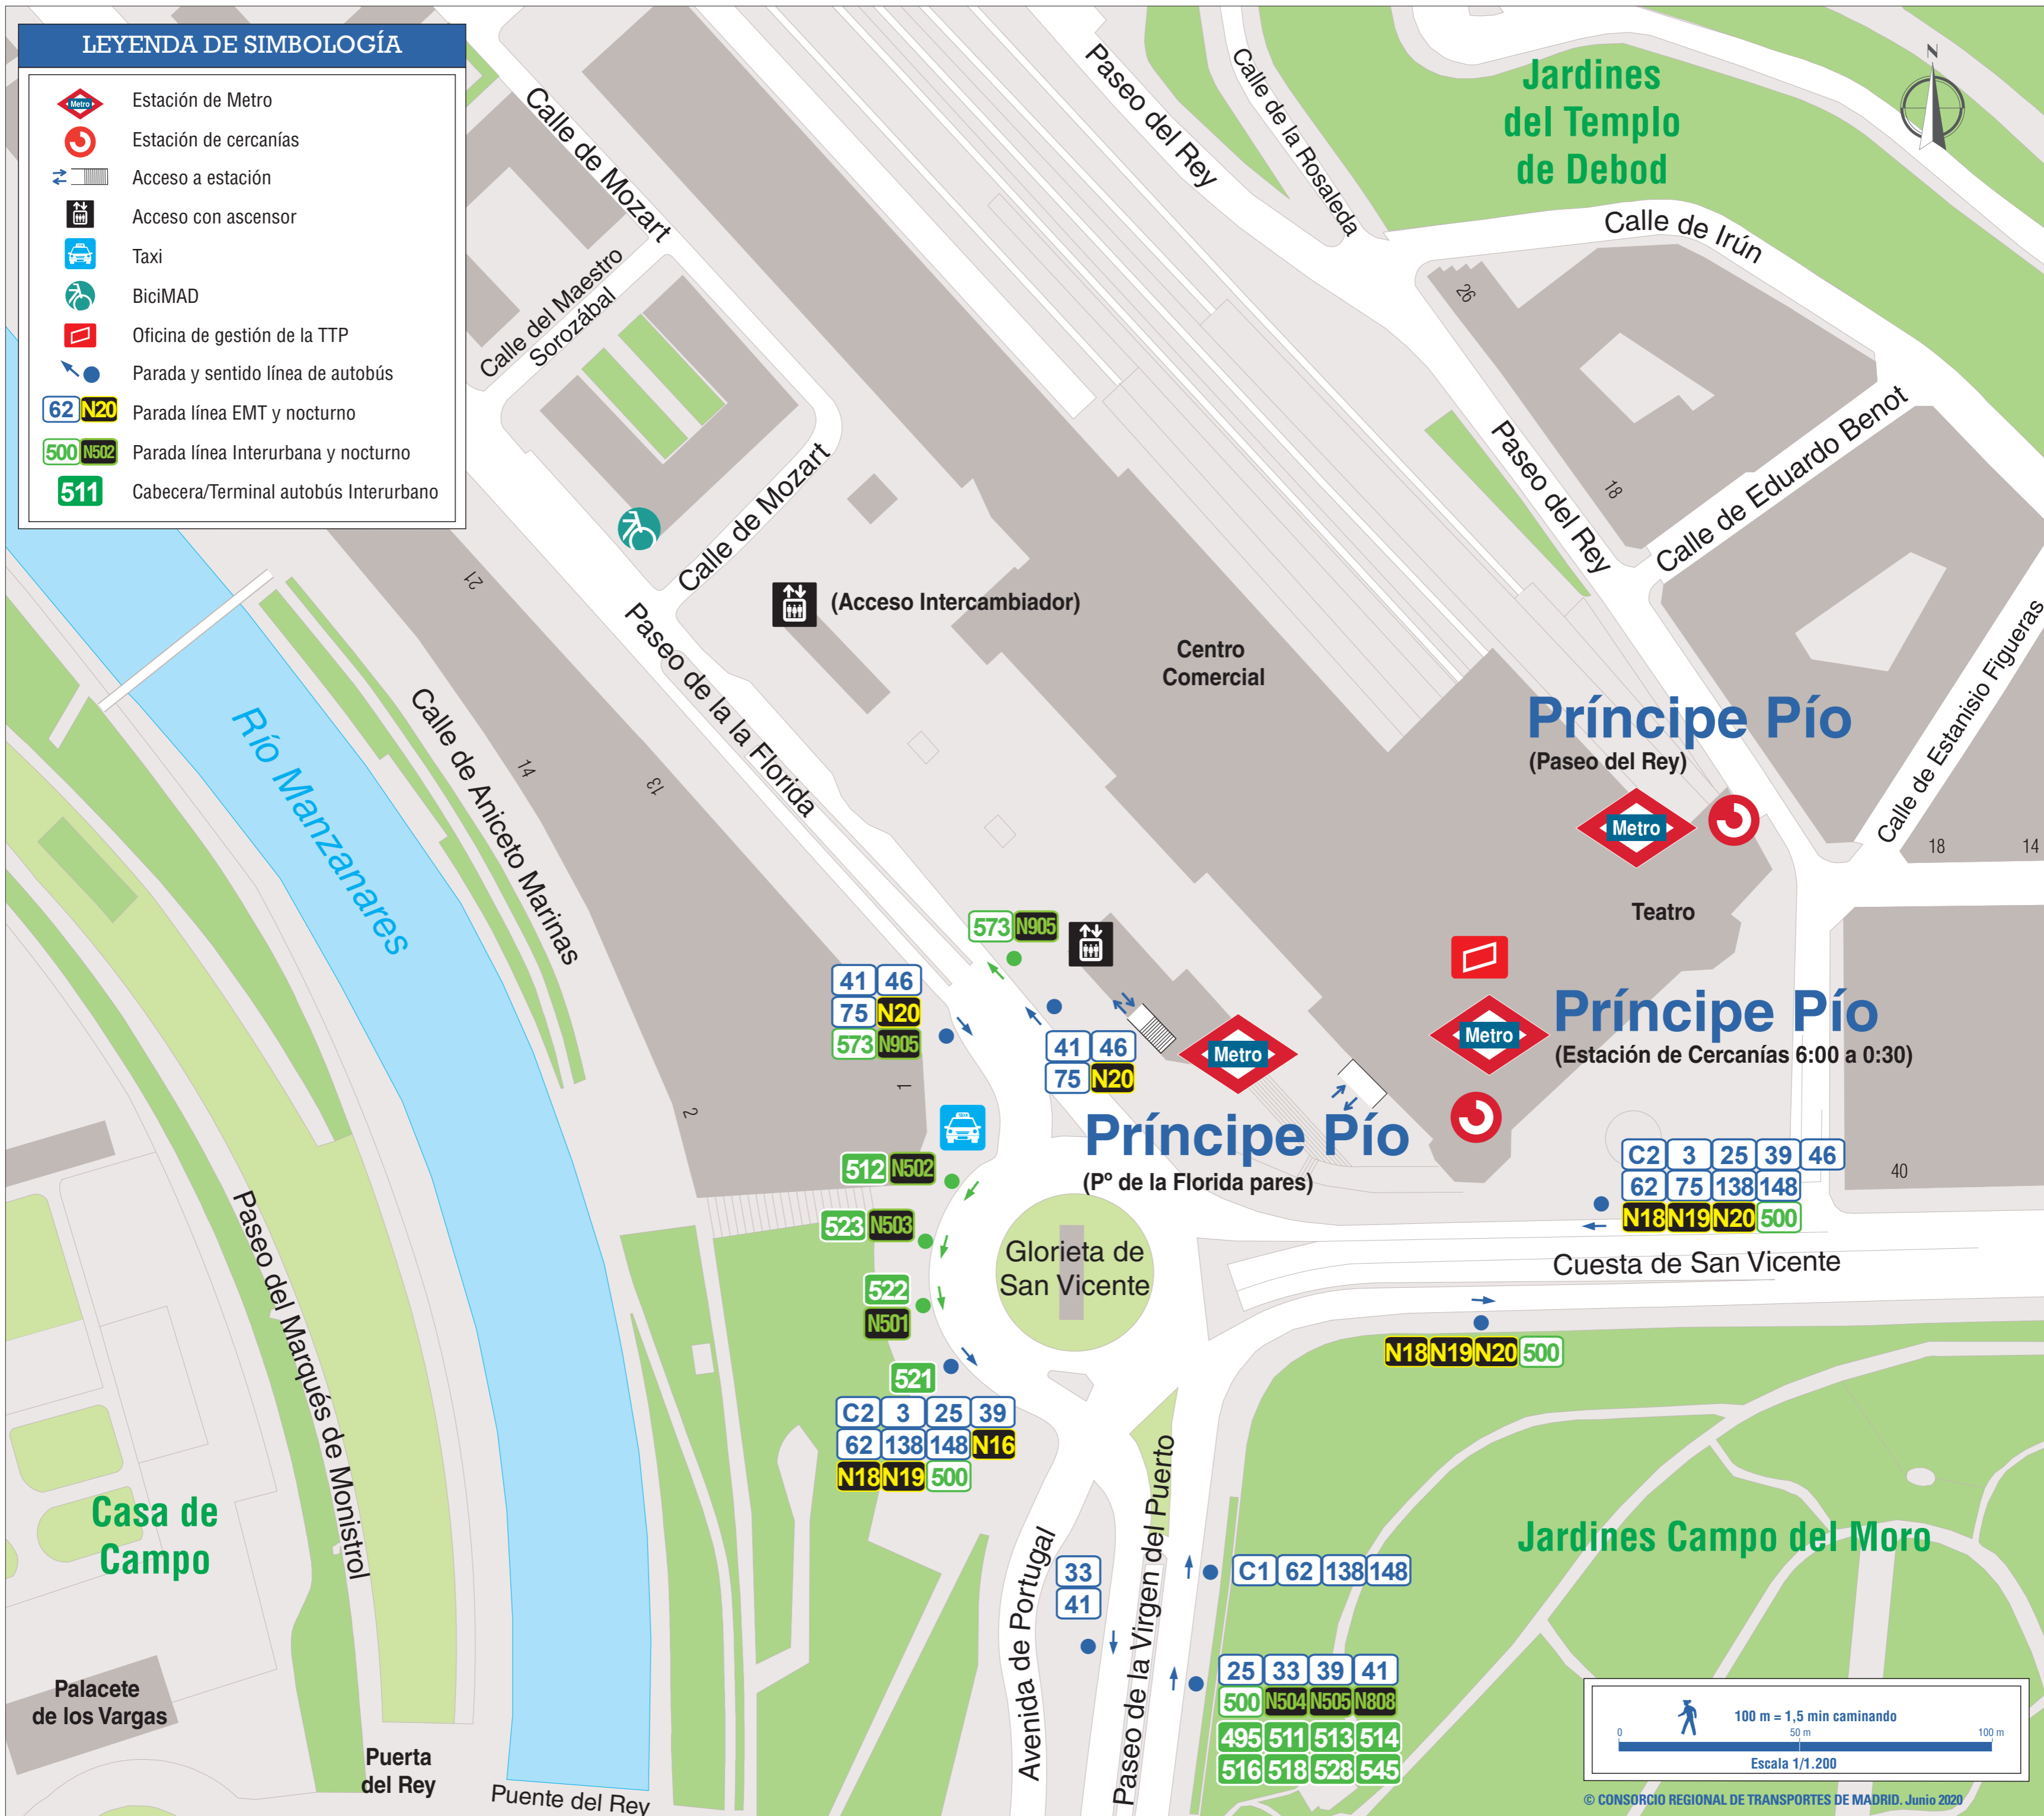 LEYENDA DE SIMBOLOGÍA
Metro
Estación de Metro
Estación de cercanías
Acceso a estación
Acceso con ascensor
Taxi
BiciMAD
Oficina de gestión de la TTP
Parada y sentido línea de autobús
62 N20 Parada línea EMT y nocturno
500 N502 Parada línea Interurbana y nocturno
511 Cabecera/Terminal autobús Interurbano
N
Jardines
del Templo
de Debod
Calle de Mozart
Paseo del Rey
Calle de la Rosaleda
Calle de Irún
Calle del Maestro
Sorozábal
26
Calle de Mozart
Paseo del Rey
18
Calle de Eduardo Benot
Calle de Estanisio Figueras
21
(Acceso Intercambiador)
Centro
Comercial
Paseo de la la Florida
Río Manzanares
Calle de Aniceto Marinas
14
13
Príncipe Pío
(Paseo del Rey)
Metro
18
14
Teatro
573 N905
41 46
75 N20
573 N905
41 46
75 N20
Metro
Príncipe Pío
(Pº de la Florida pares)
Metro
Príncipe Pío
(Estación de Cercanías 6:00 a 0:30)
1
2
40
C2 3 25 39 46
62 75 138 148
N18 N19 N20 500
512 N502
523 N503
522
N501
521
C2 3 25 39
62 138 148 N16
N18 N19 500
Glorieta de
San Vicente
Cuesta de San Vicente
N18 N19 N20 500
Paseo del Marqués de Monistrol
Casa de
Campo
Jardines Campo del Moro
Avenida de Portugal
33
41
Paseo de la Virgen del Puerto
C1 62 138 148
25 33 39 41
500 N504 N505 N808
495 511 513 514
516 518 528 545
Palacete
de los Vargas
Puerta
del Rey
Puente del Rey
100 m = 1,5 min caminando
0 50 m 100 m
Escala 1/1.200
© CONSORCIO REGIONAL DE TRANSPORTES DE MADRID. Junio 2020